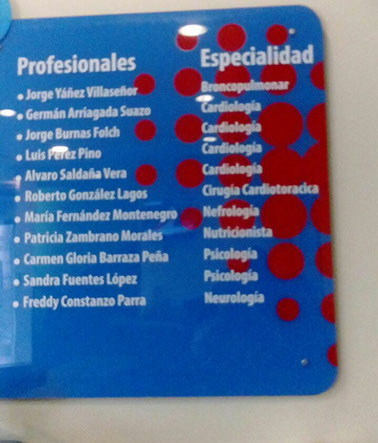 Profesionales Especialidad
Jorge Yáñez Villaseñor Broncopulmonar
Germán Arriagada Suazo Cardiología
Jorge Burnas Folch Cardiología
Luis Pérez Pino Cardiología
Alvaro Saldaña Vera Cardiología
Roberto González Lagos Cirugía Cardiotoracica
María Fernández Montenegro Nefrología
Patricia Zambrano Morales Nutricionista
Carmen Gloria Barraza Peña Psicología
Sandra Fuentes López Psicología
Freddy Constanzo Parra Neurología